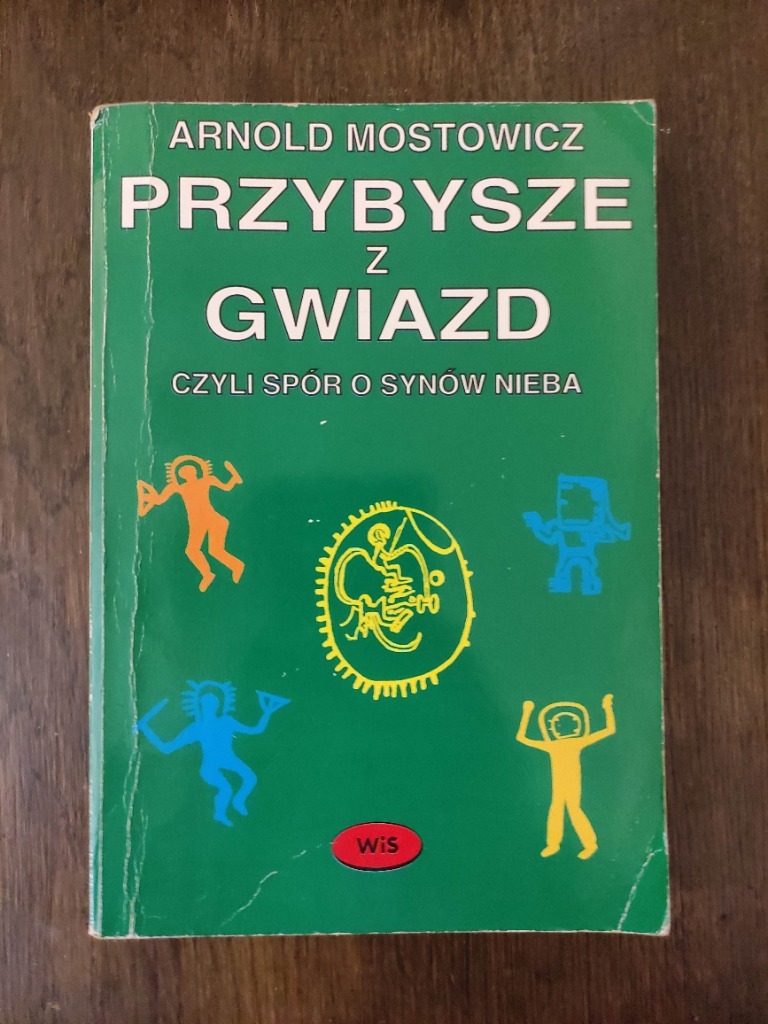 ARNOLD MOSTOWICZ
PRZYBYSZE
Z
GWIAZD
CZYLI SPÓR O SYNÓW NIEBA
WiS